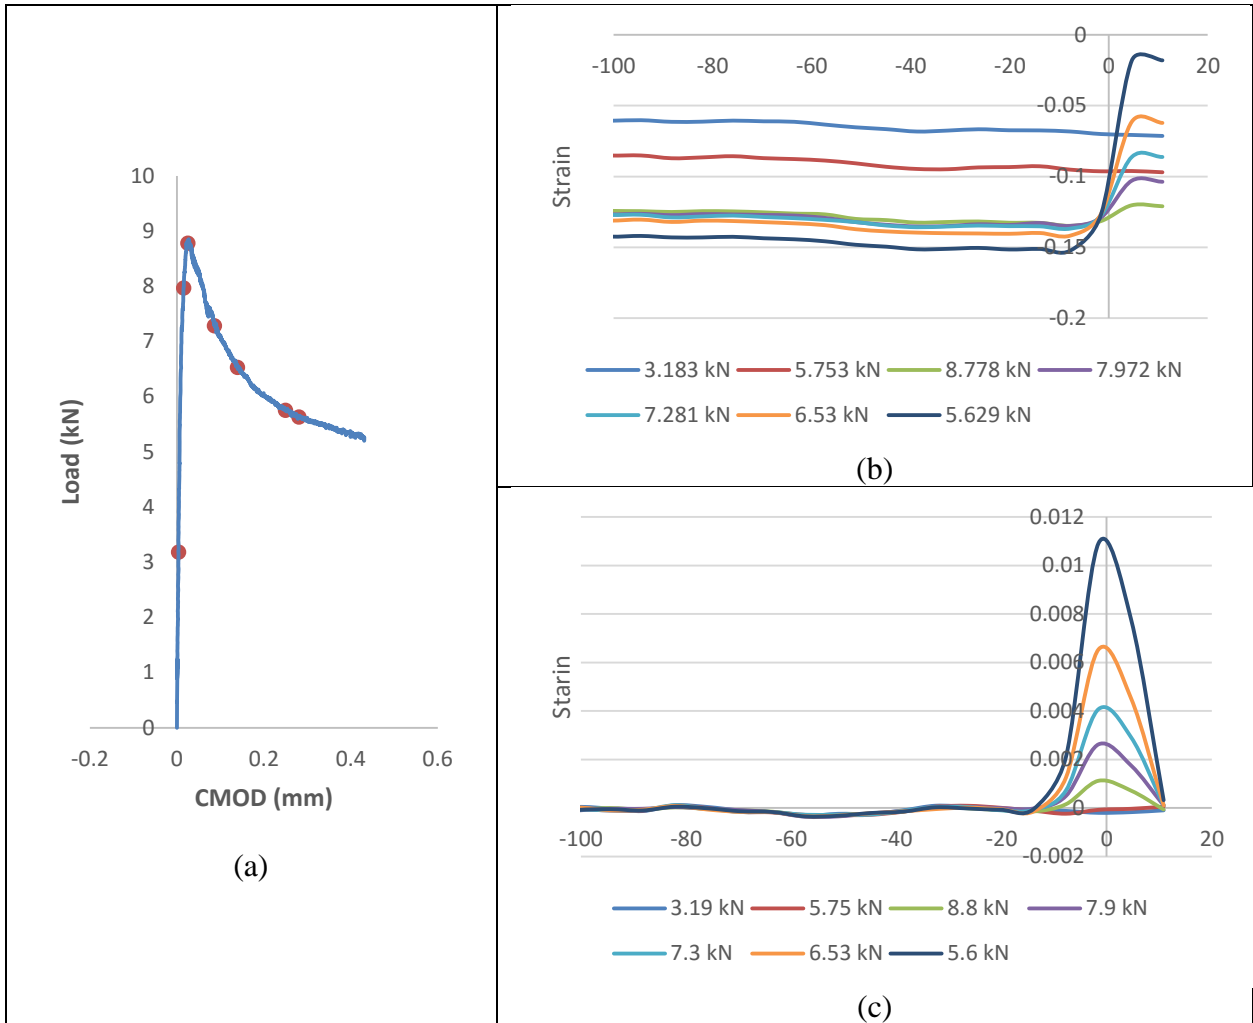 10
9
8
7
6
5
4
3
2
1
0
-0.2 0 0.2 0.4 0.6
Load (kN)
CMOD (mm)
(a)
0
-100 -80 -60 -40 -20 0 20
-0.05
-0.1
-0.15
-0.2
Strain
3.183 kN 5.753 kN 8.778 kN 7.972 kN
7.281 kN 6.53 kN 5.629 kN
(b)
0.012
0.01
0.008
0.006
0.004
0.002
0
-100 -80 -60 -40 -20 0 20
-0.002
Starin
3.19 kN 5.75 kN 8.8 kN 7.9 kN
7.3 kN 6.53 kN 5.6 kN
(c)